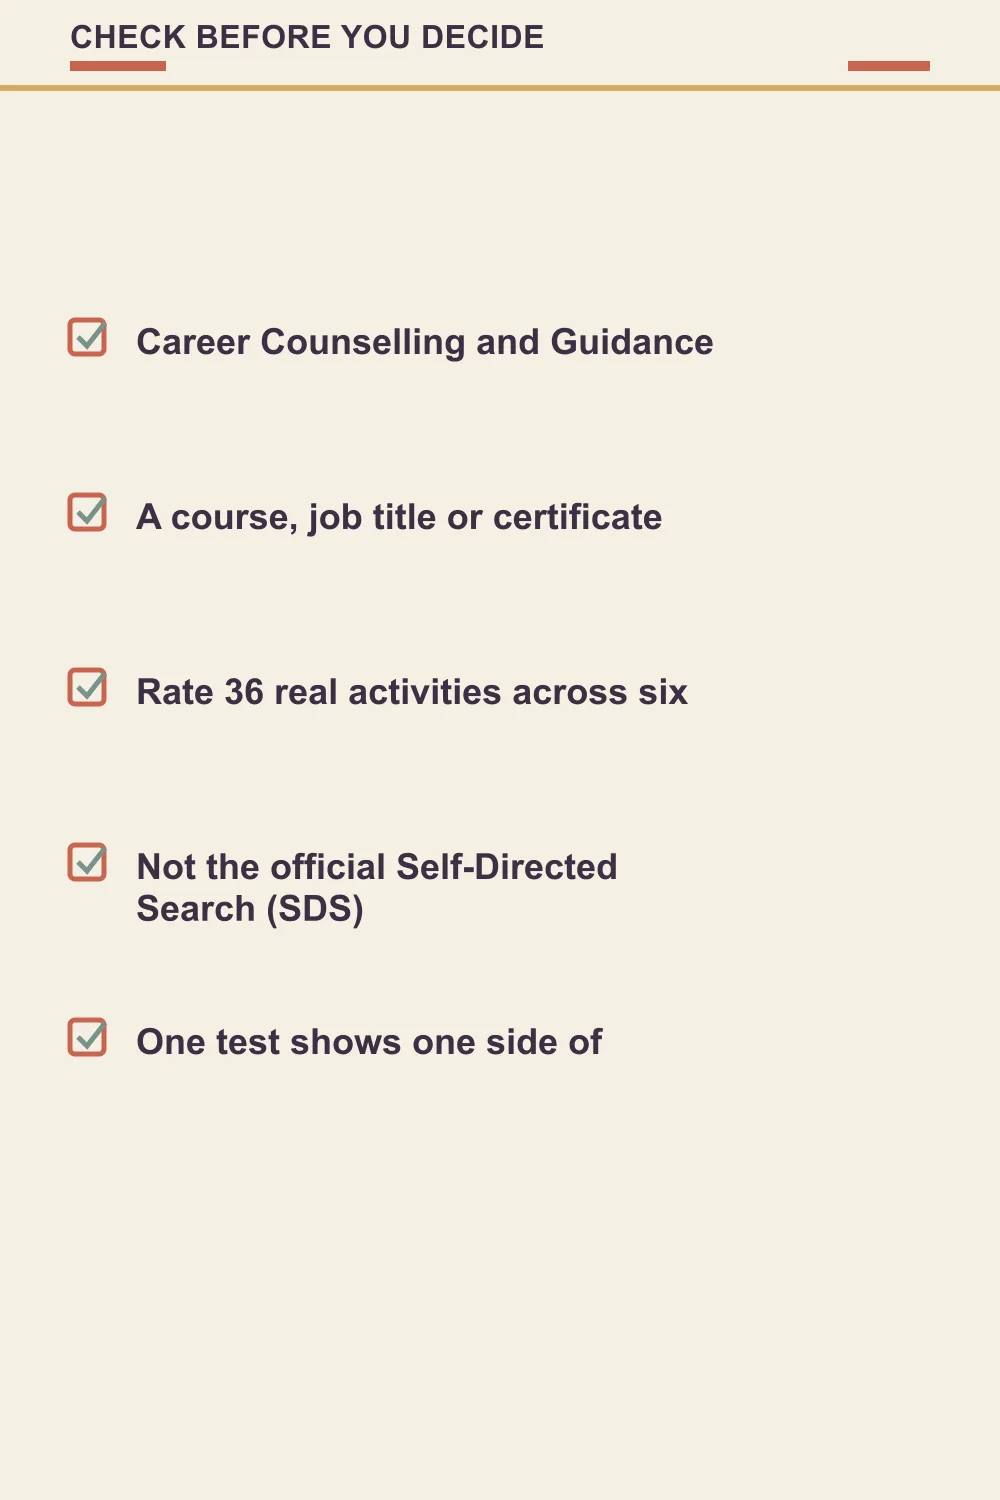 CHECK BEFORE YOU DECIDE
Career Counselling and Guidance
A course, job title or certificate
Rate 36 real activities across six
Not the official Self-Directed
Search (SDS)
One test shows one side of